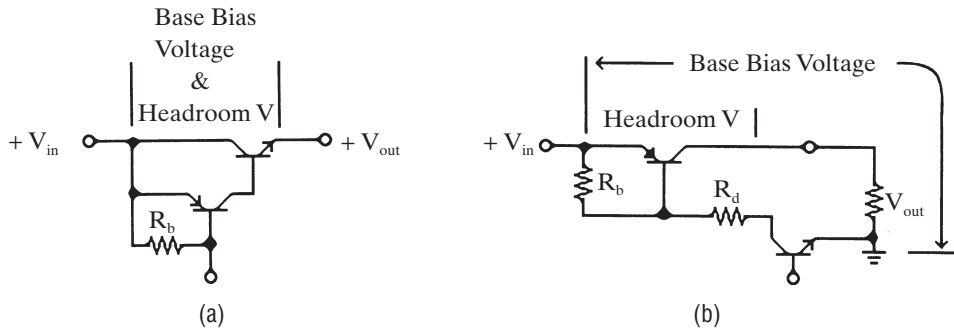 Base Bias
Voltage
&
Headroom V
+ V_in
+ V_out
R_b
(a)
Base Bias Voltage
Headroom V
+ V_in
R_b
R_d
V_out
(b)